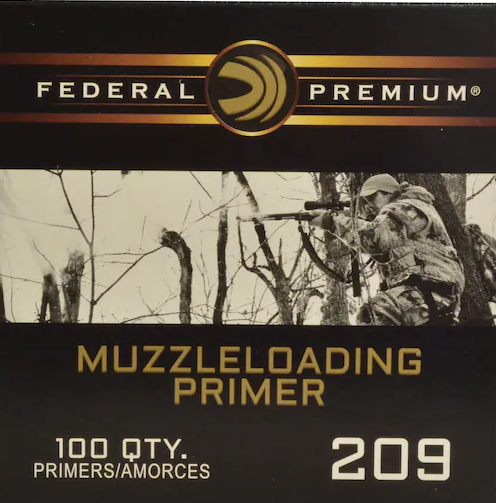 FEDERAL PREMIUM®
MUZZLELOADING
PRIMER
100 QTY.
PRIMERS/AMORCES
209